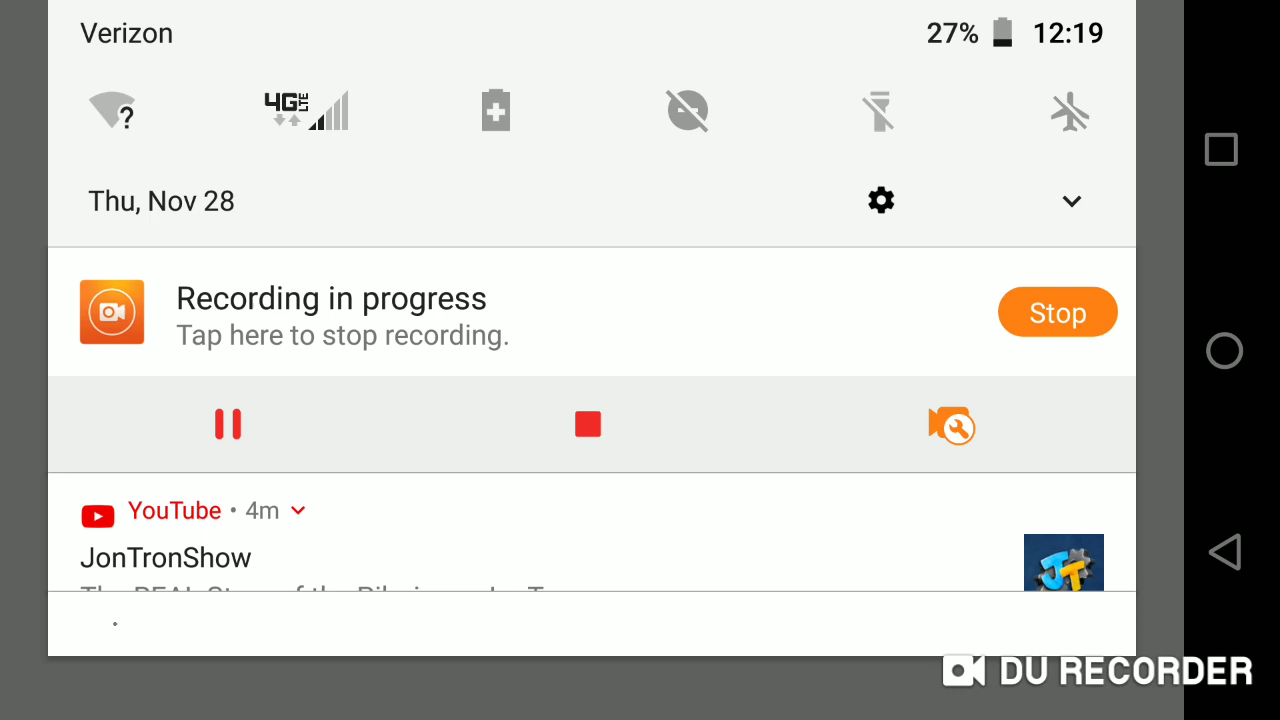 Verizon
27% 12:19
?
4G LTE
Thu, Nov 28
Recording in progress
Tap here to stop recording.
Stop
YouTube • 4m
JonTronShow
JT
DU RECORDER